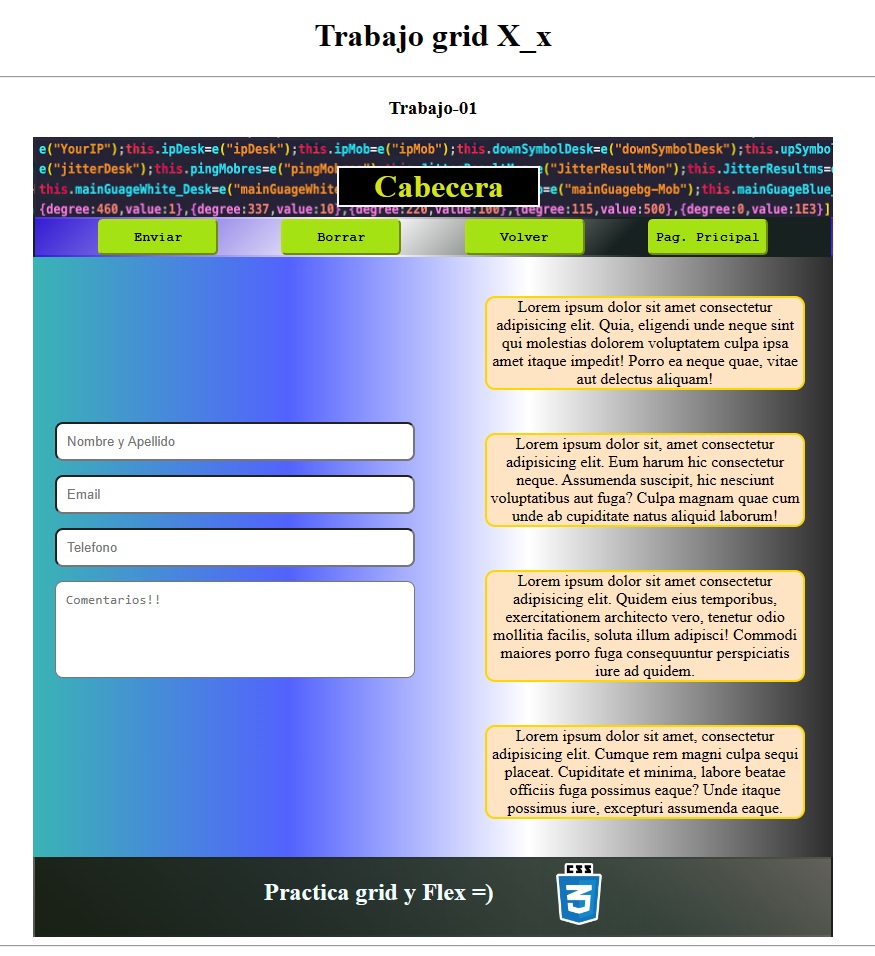 Trabajo grid X_x
Trabajo-01
e("YourIP");this.ipDesk=e("ipDesk");this.ipMob=e("ipMob");this.downSymbolDesk=e("downSymbolDesk");this.upSymbo
e("jitterDesk");this.pingMobres=e("pingMob e("JitterResultMon");this.JitterResultms=
this.mainGuageWhite_Desk=e("mainGuageWhite =e("mainGuagebg-Mob");this.mainGuageBlue_
{degree:460,value:1},{degree:337,value:10},{degree:220,value:100},{degree:115,value:500},{degree:0,value:1E3}]
Cabecera
Enviar Borrar Volver Pag. Pricipal
Nombre y Apellido
Email
Telefono
Comentarios!!
Lorem ipsum dolor sit amet consectetur
adipisicing elit. Quia, eligendi unde neque sint
qui molestias dolorem voluptatem culpa ipsa
amet itaque impedit! Porro ea neque quae, vitae
aut delectus aliquam!
Lorem ipsum dolor sit, amet consectetur
adipisicing elit. Eum harum hic consectetur
neque. Assumenda suscipit, hic nesciunt
voluptatibus aut fuga? Culpa magnam quae cum
unde ab cupiditate natus aliquid laborum!
Lorem ipsum dolor sit amet consectetur
adipisicing elit. Quidem eius temporibus,
exercitationem architecto vero, tenetur odio
mollitia facilis, soluta illum adipisci! Commodi
maiores porro fuga consequuntur perspiciatis
iure ad quidem.
Lorem ipsum dolor sit amet, consectetur
adipisicing elit. Cumque rem magni culpa sequi
placeat. Cupiditate et minima, labore beatae
officiis fuga possimus eaque? Unde itaque
possimus iure, excepturi assumenda eaque.
Practica grid y Flex =)
CSS
3